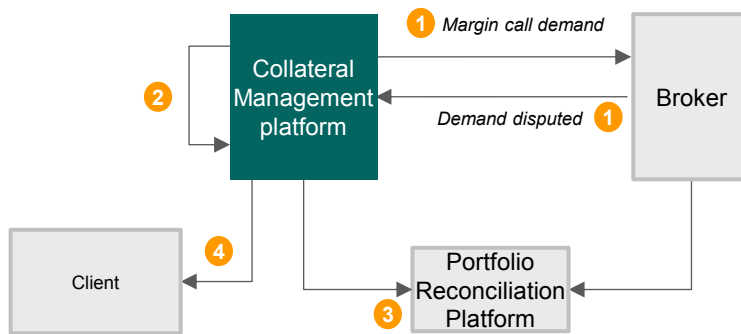 1 Margin call demand
Collateral
Management
platform
2
Broker
Demand disputed 1
4
Client
Portfolio
Reconciliation
Platform
3